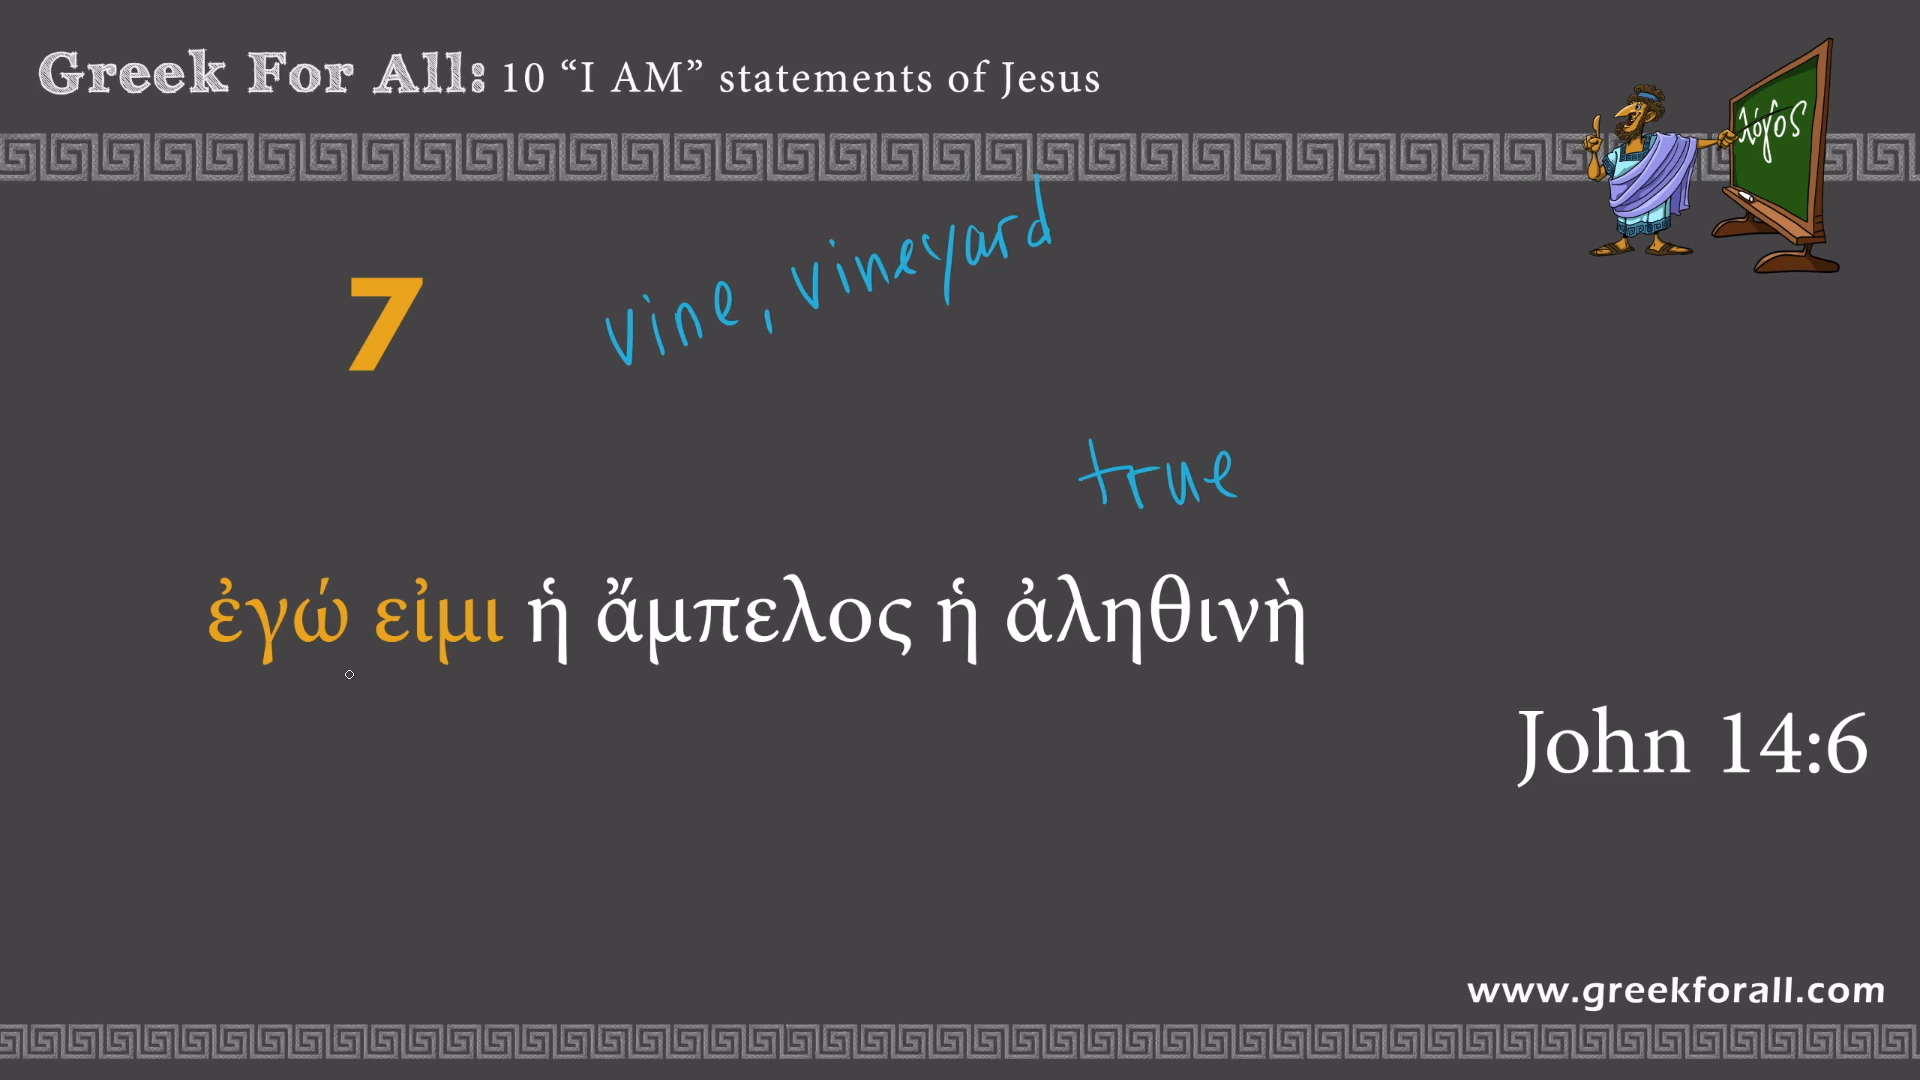 Greek For All: 10 “I AM” statements of Jesus
λόγος
7
vine, vineyard
true
ἐγώ εἰμι ἡ ἄμπελος ἡ ἀληθινὴ
John 14:6
www.greekforall.com